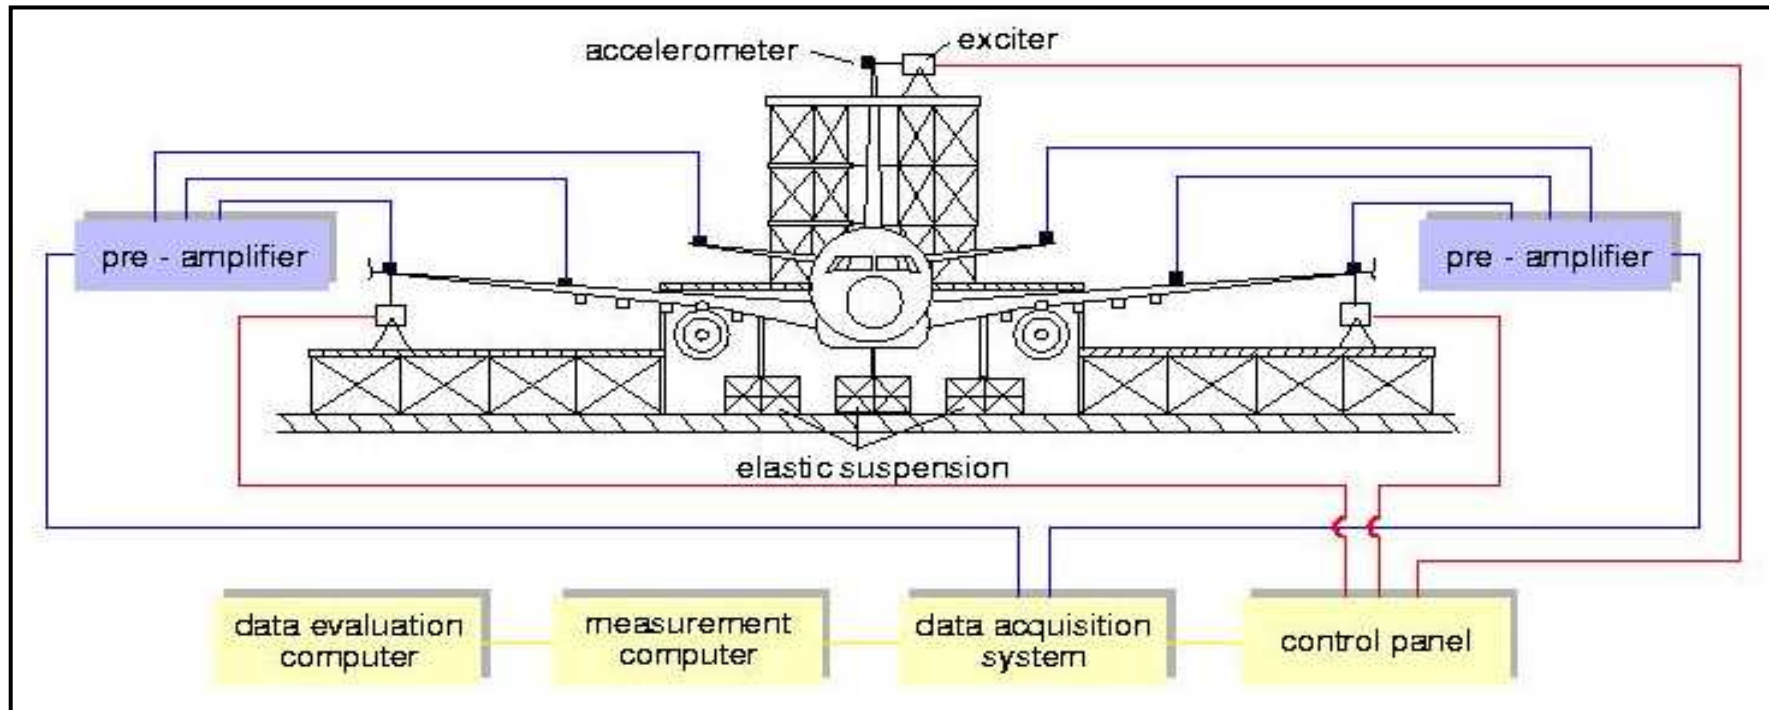 accelerometer
exciter
pre - amplifier
pre - amplifier
elastic suspension
data evaluation
computer
measurement
computer
data acquisition
system
control panel